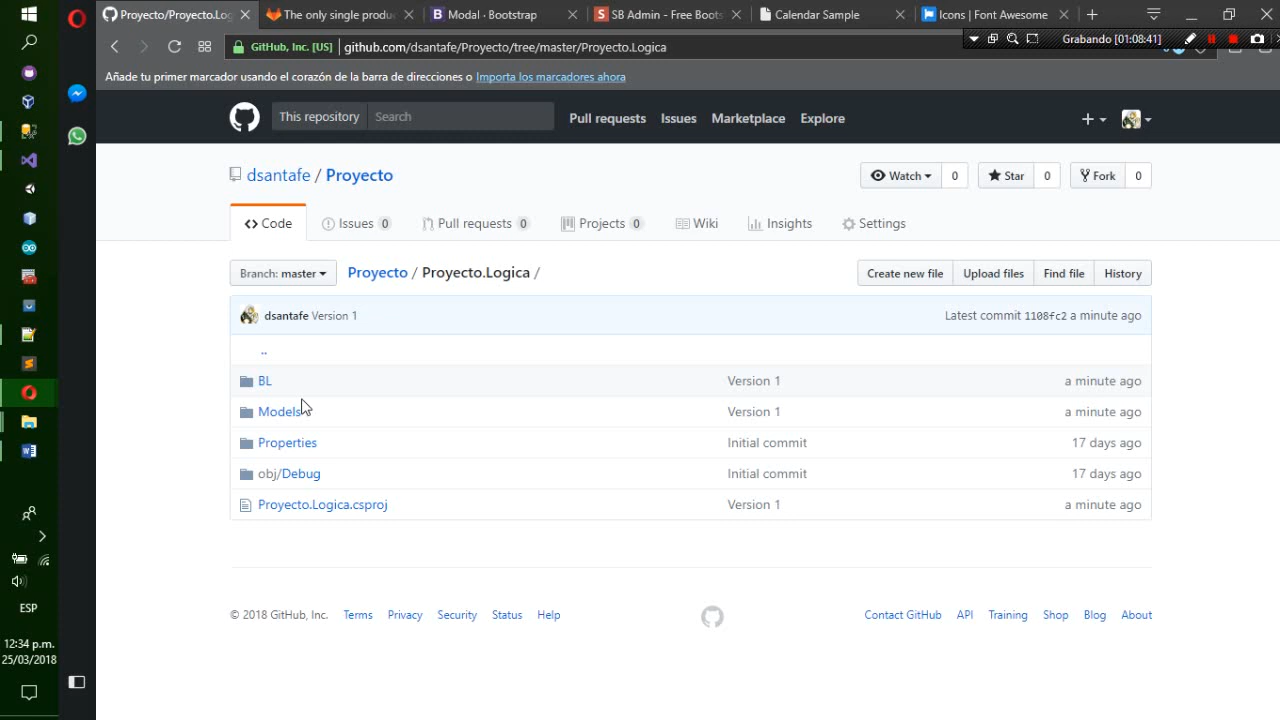 Proyecto/Proyecto.Log
The only single produc
Modal · Bootstrap
SB Admin - Free Boots
Calendar Sample
Icons | Font Awesome
GitHub, Inc. [US]
github.com/dsantafe/Proyecto/tree/master/Proyecto.Logica
Grabando [01:08:41]
Añade tu primer marcador usando el corazón de la barra de direcciones o Importa los marcadores ahora
This repository
Search
Pull requests
Issues
Marketplace
Explore
dsantafe / Proyecto
Watch
0
Star
0
Fork
0
Code
Issues 0
Pull requests 0
Projects 0
Wiki
Insights
Settings
Branch: master
Proyecto / Proyecto.Logica /
Create new file
Upload files
Find file
History
dsantafe Version 1
Latest commit 1108fc2 a minute ago
..
BL
Version 1
a minute ago
Models
Version 1
a minute ago
Properties
Initial commit
17 days ago
obj/Debug
Initial commit
17 days ago
Proyecto.Logica.csproj
Version 1
a minute ago
© 2018 GitHub, Inc.
Terms
Privacy
Security
Status
Help
Contact GitHub
API
Training
Shop
Blog
About
ESP
12:34 p.m.
25/03/2018